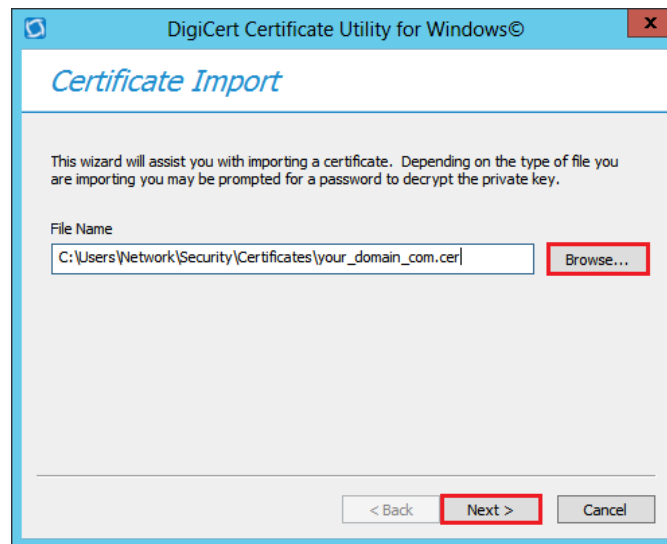 DigiCert Certificate Utility for Windows©
x
Certificate Import
This wizard will assist you with importing a certificate. Depending on the type of file you
are importing you may be prompted for a password to decrypt the private key.
File Name
C:\Users\Network\Security\Certificates\your_domain_com.cer
Browse...
< Back
Next >
Cancel